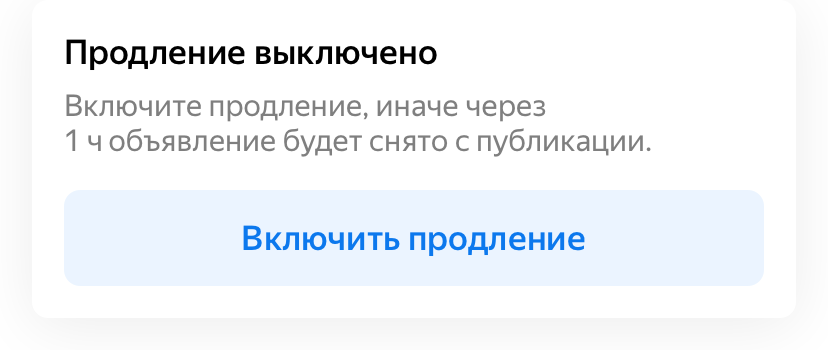 Продление выключено
Включите продление, иначе через
1 ч объявление будет снято с публикации.
Включить продление